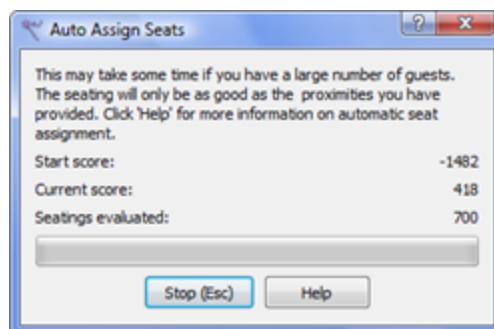 Auto Assign Seats
?
This may take some time if you have a large number of guests.
The seating will only be as good as the proximities you have
provided. Click 'Help' for more information on automatic seat
assignment.
Start score: -1482
Current score: 418
Seatings evaluated: 700
Stop (Esc) Help